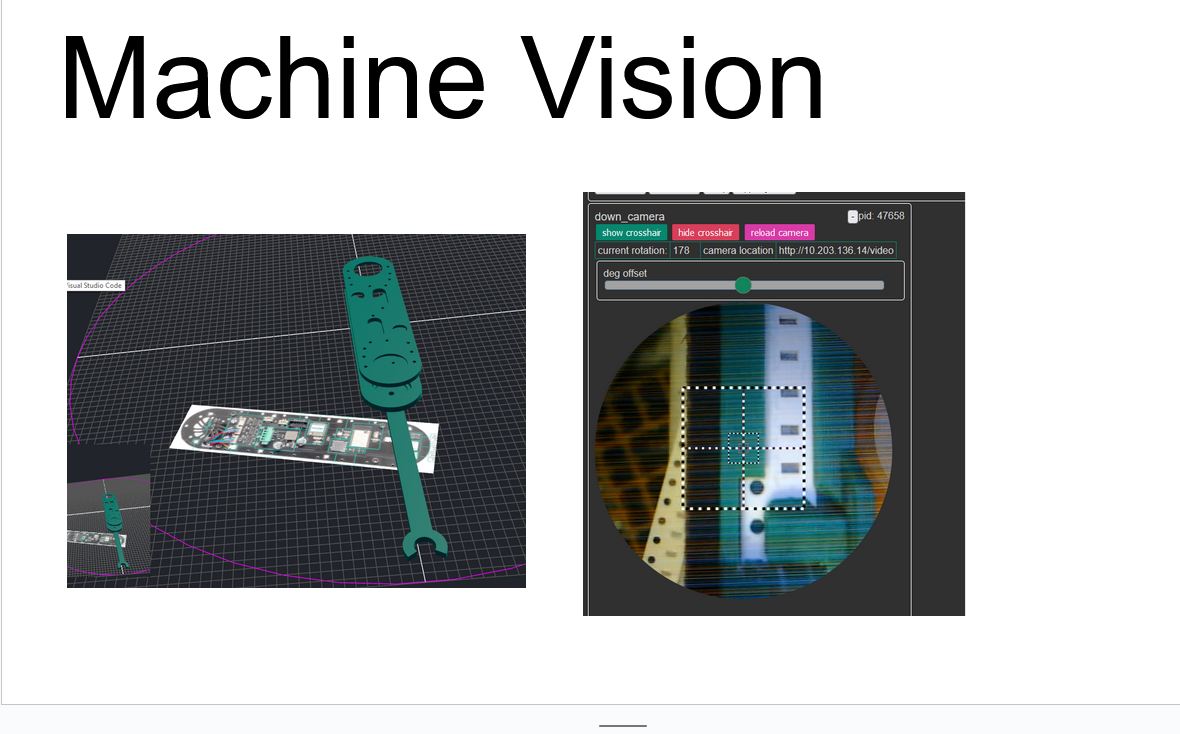 Machine Vision
Visual Studio Code
down_camera
- pid: 47658
show crosshair hide crosshair reload camera
current rotation: 178 camera location http://10.203.136.14/video
deg offset